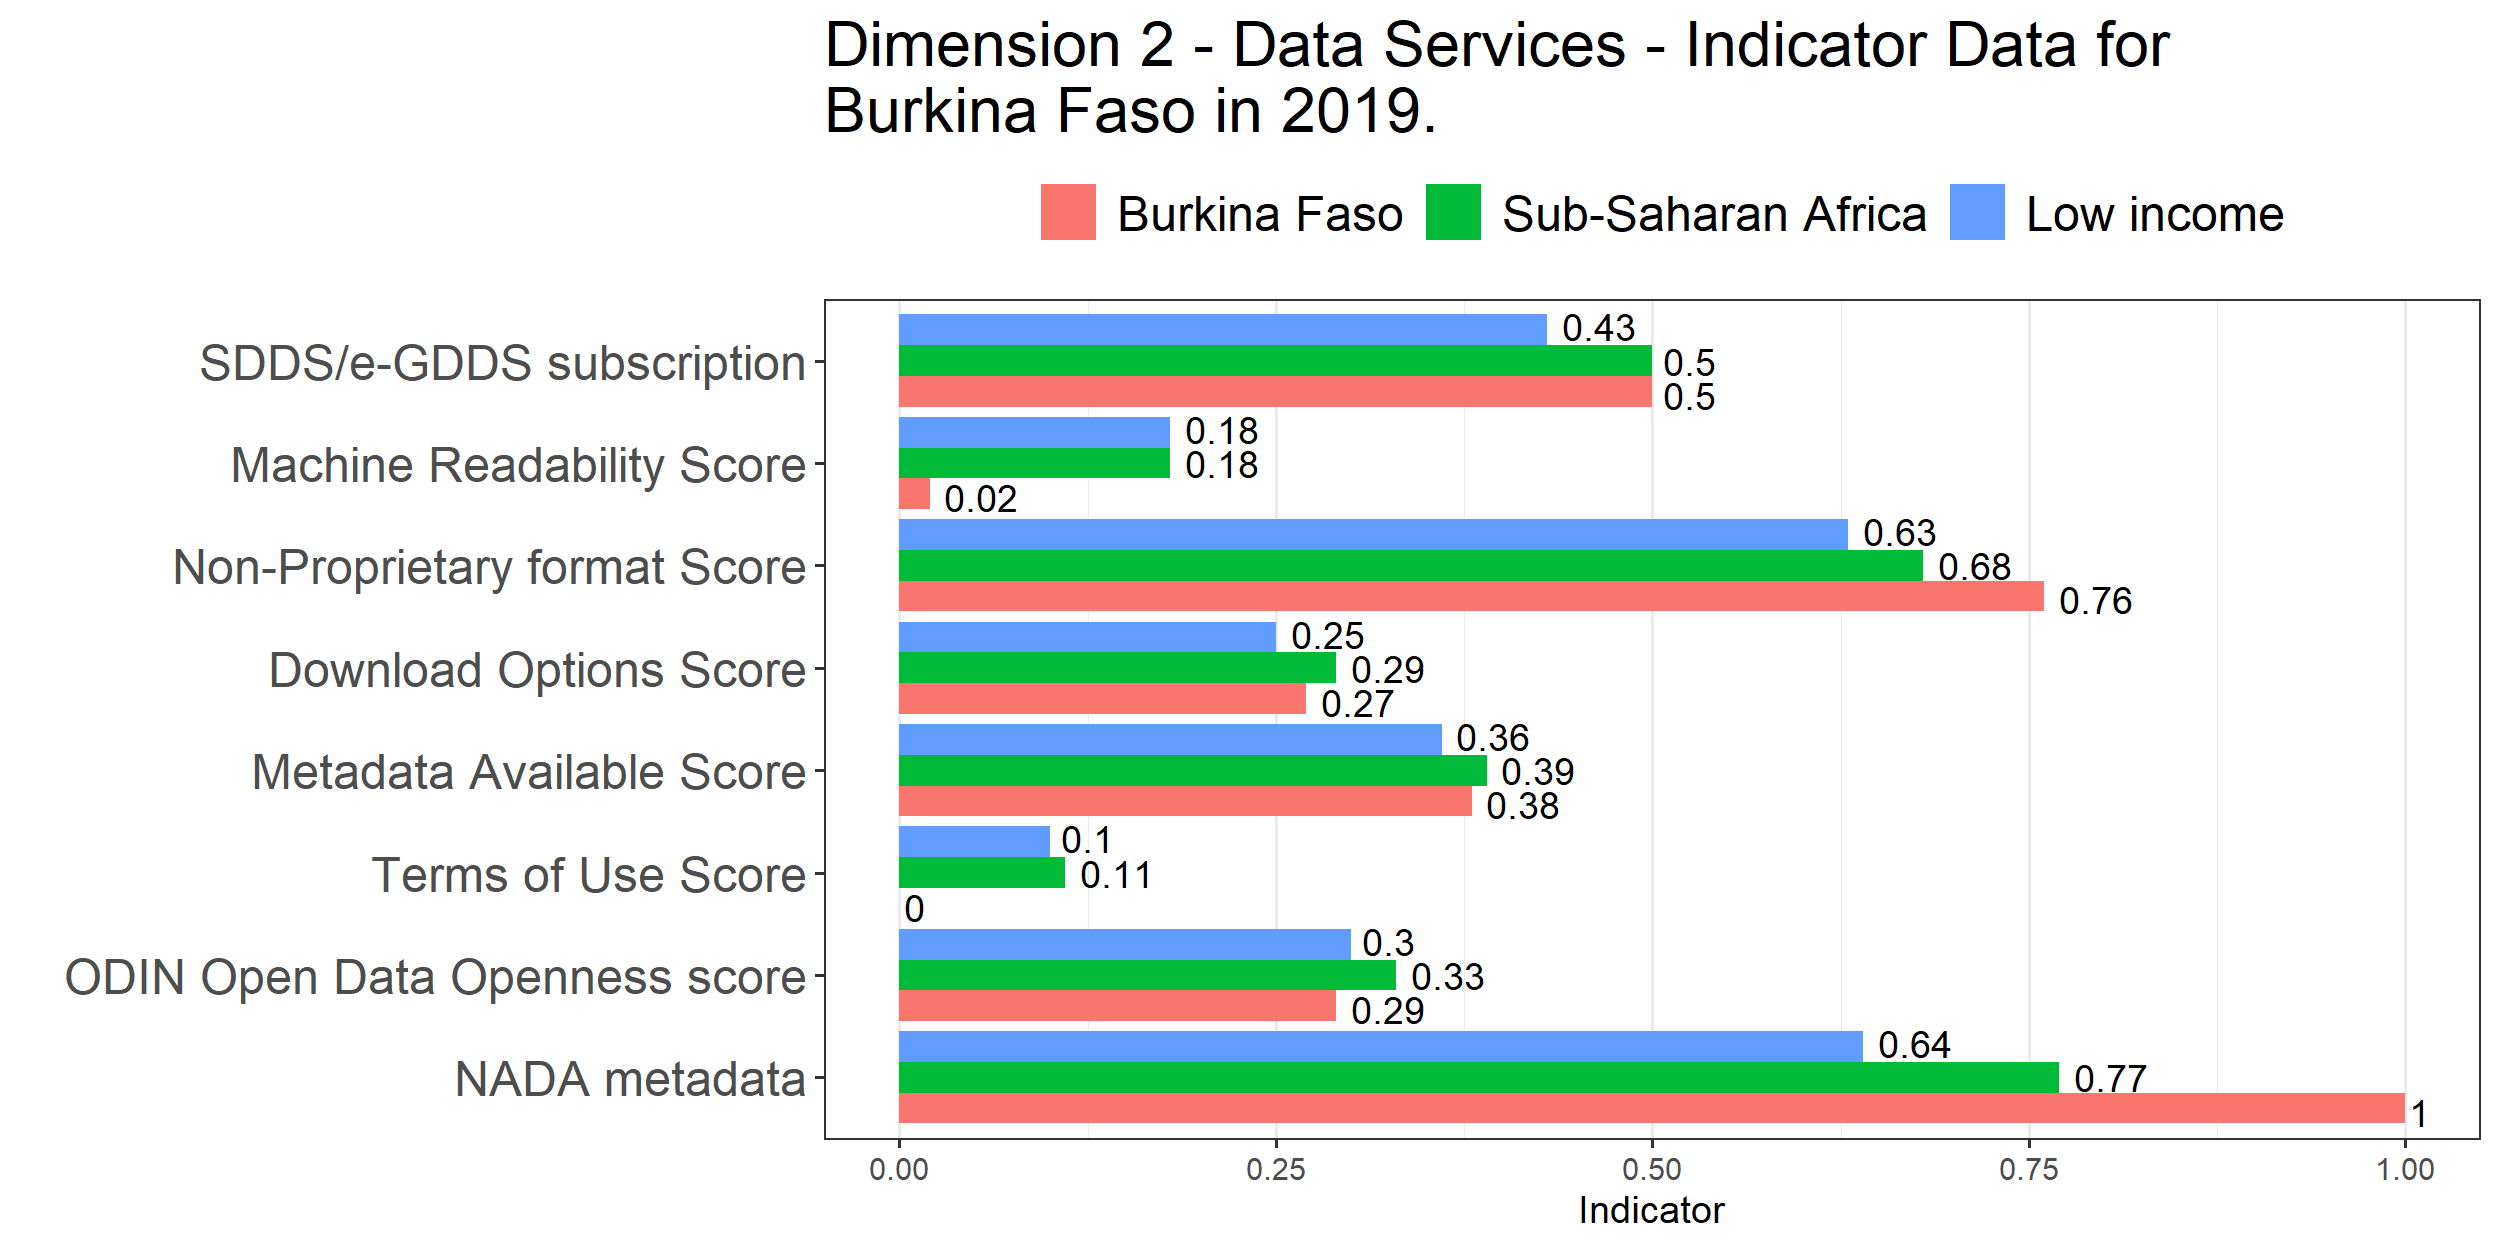 Dimension 2 - Data Services - Indicator Data for
Burkina Faso in 2019.
Burkina Faso Sub-Saharan Africa Low income
SDDS/e-GDDS subscription
0.43
0.5
0.5
Machine Readability Score
0.18
0.18
0.02
Non-Proprietary format Score
0.63
0.68
0.76
Download Options Score
0.25
0.29
0.27
Metadata Available Score
0.36
0.39
0.38
Terms of Use Score
0.1
0.11
0
ODIN Open Data Openness score
0.3
0.33
0.29
NADA metadata
0.64
0.77
1
0.00 0.25 0.50 0.75 1.00
Indicator